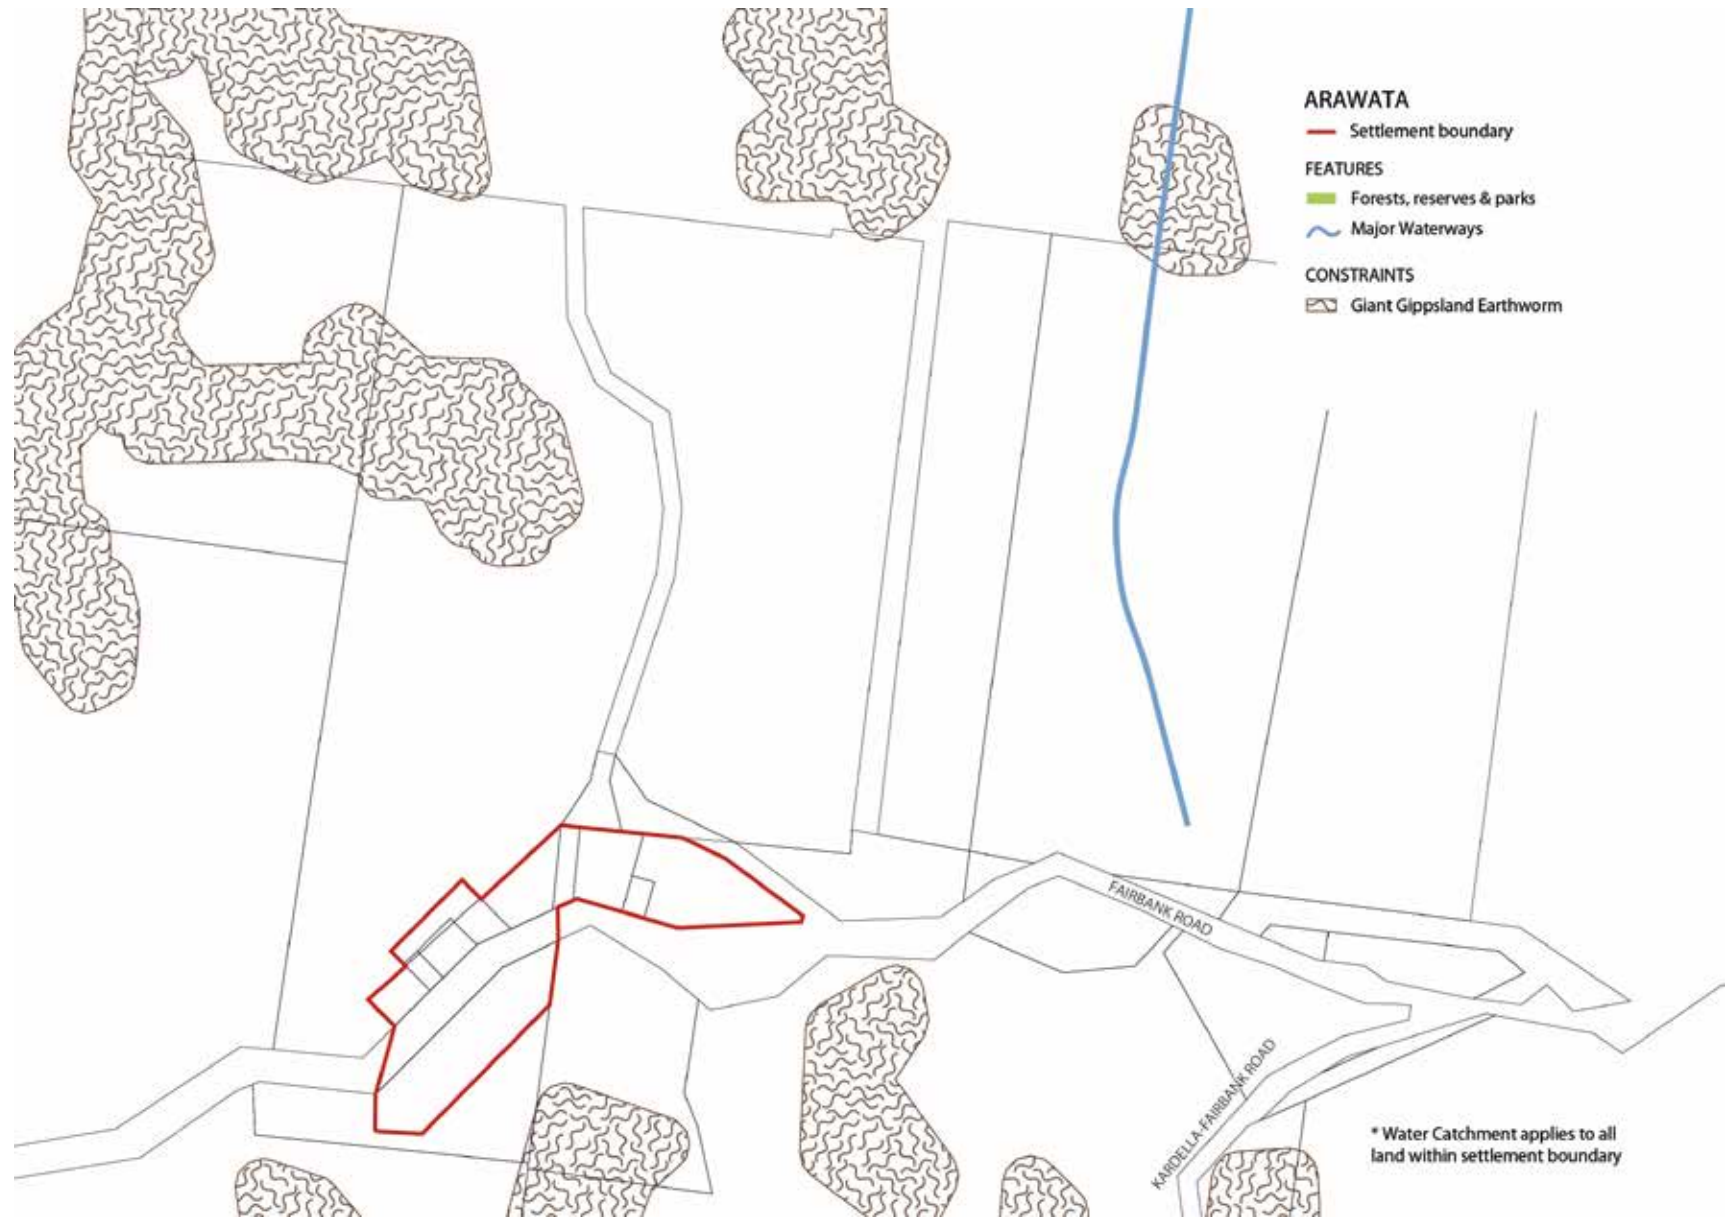 ARAWATA
Settlement boundary
FEATURES
Forests, reserves & parks
Major Waterways
CONSTRAINTS
Giant Gippsland Earthworm
FAIRBANK ROAD
KARDELLA-FAIRBANK ROAD
* Water Catchment applies to all
land within settlement boundary